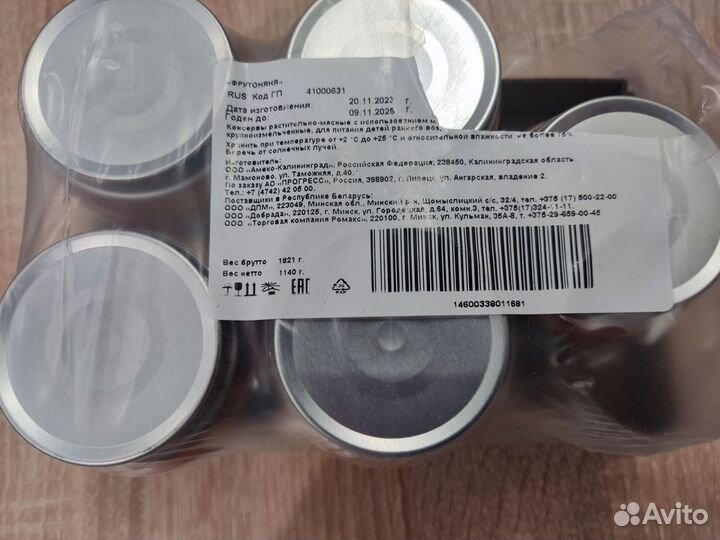 «ФРУТОНЯНЯ»
RUS Код ГП 41000631
Дата изготовления: 20.11.2023 г.
Годен до: 09.11.2025 г.
Консервы растительно-мясные с использованием
крупноизмельченные, для питания детей раннего
Хранить при температуре от +2 °С до +25 °С и относительной влажности не более 75%
Беречь от солнечных лучей.
Изготовитель:
ООО «Амеко-Калининград», Российская Федерация, 238450, Калининградская область
г. Мамоново, ул. Таможняя, д.40.
По заказу АО «ПРОГРЕСС», Россия, 398902, г. Липецк, ул. Ангарская, владение 2.
Тел.: +7 (4742) 42 05 00.
Поставщики в Республике Беларусь:
ООО «ДПМ», 223049, Минская обл., Минский р-н, Щомыслицкий с/с, 32/4, тел. +375 (17) 500-22-00
ООО «Добрада», 220125, г. Минск, ул. Городецкая, д.64, комн.3, тел. +375(17)324-41-11.
ООО «Торговая компания Ромакс», 220100, г. Минск, ул. Кульман, 35А-8, т. +375-29-659-00-45
Вес брутто 1821 г.
Вес нетто 1140 г.
EAC
PAP
14600338011681
Avito